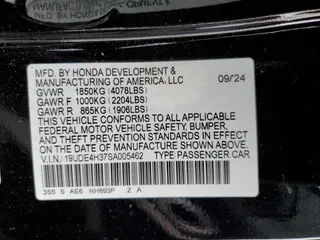 MFD. BY HONDA DEVELOPMENT &
MANUFACTURING OF AMERICA, LLC
09/24
GVWR 1850KG (4078LBS)
GAWR F 1000KG (2204LBS)
GAWR R 865KG (1906LBS)
THIS VEHICLE CONFORMS TO ALL APPLICABLE
FEDERAL MOTOR VEHICLE SAFETY, BUMPER,
AND THEFT PREVENTION STANDARDS IN
EFFECT ON THE DATE OF MANUFACTURE
SHOWN ABOVE.
V.I.N.: 19UDE4H37SA005462 TYPE PASSENGER CAR
3S5 S AE6 NH893P Z A